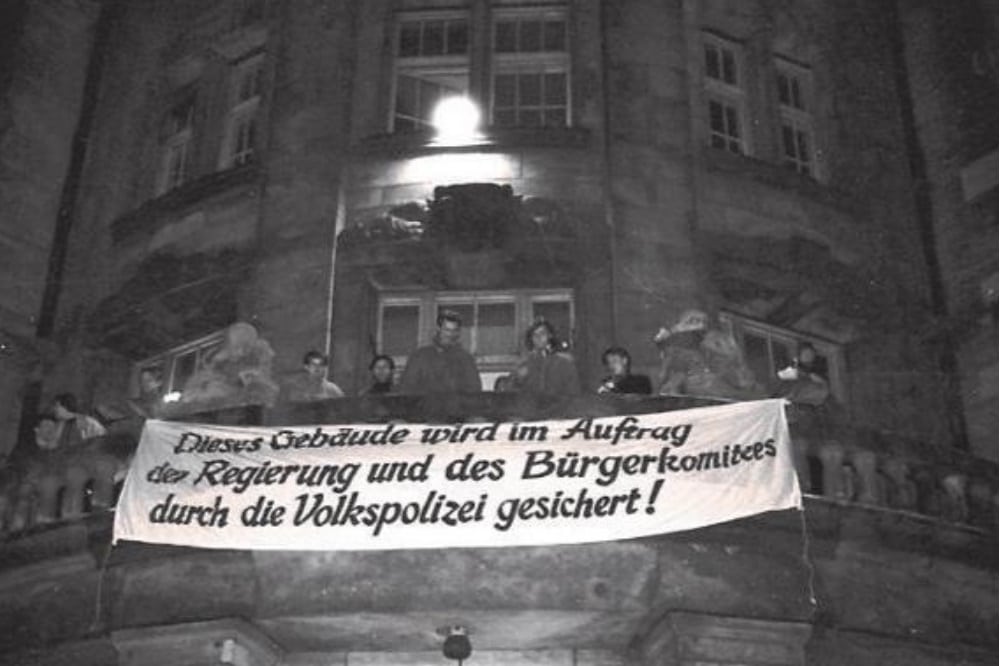 Dieses Gebäude wird im Auftrag
der Regierung und des Bürgerkomitees
durch die Volkspolizei gesichert!